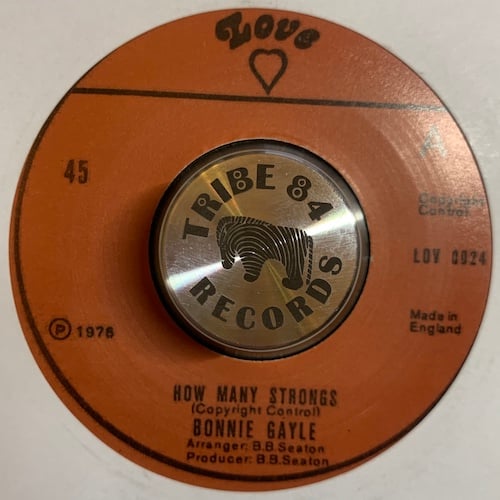 Love
A
45
Copyright
Control
LOV 0024
TRIBE 84
RECORDS
Ⓟ 1976
Made in
England
HOW MANY STRONGS
(Copyright Control)
BONNIE GAYLE
Arranger: B.B. Seaton
Producer: B.B. Seaton